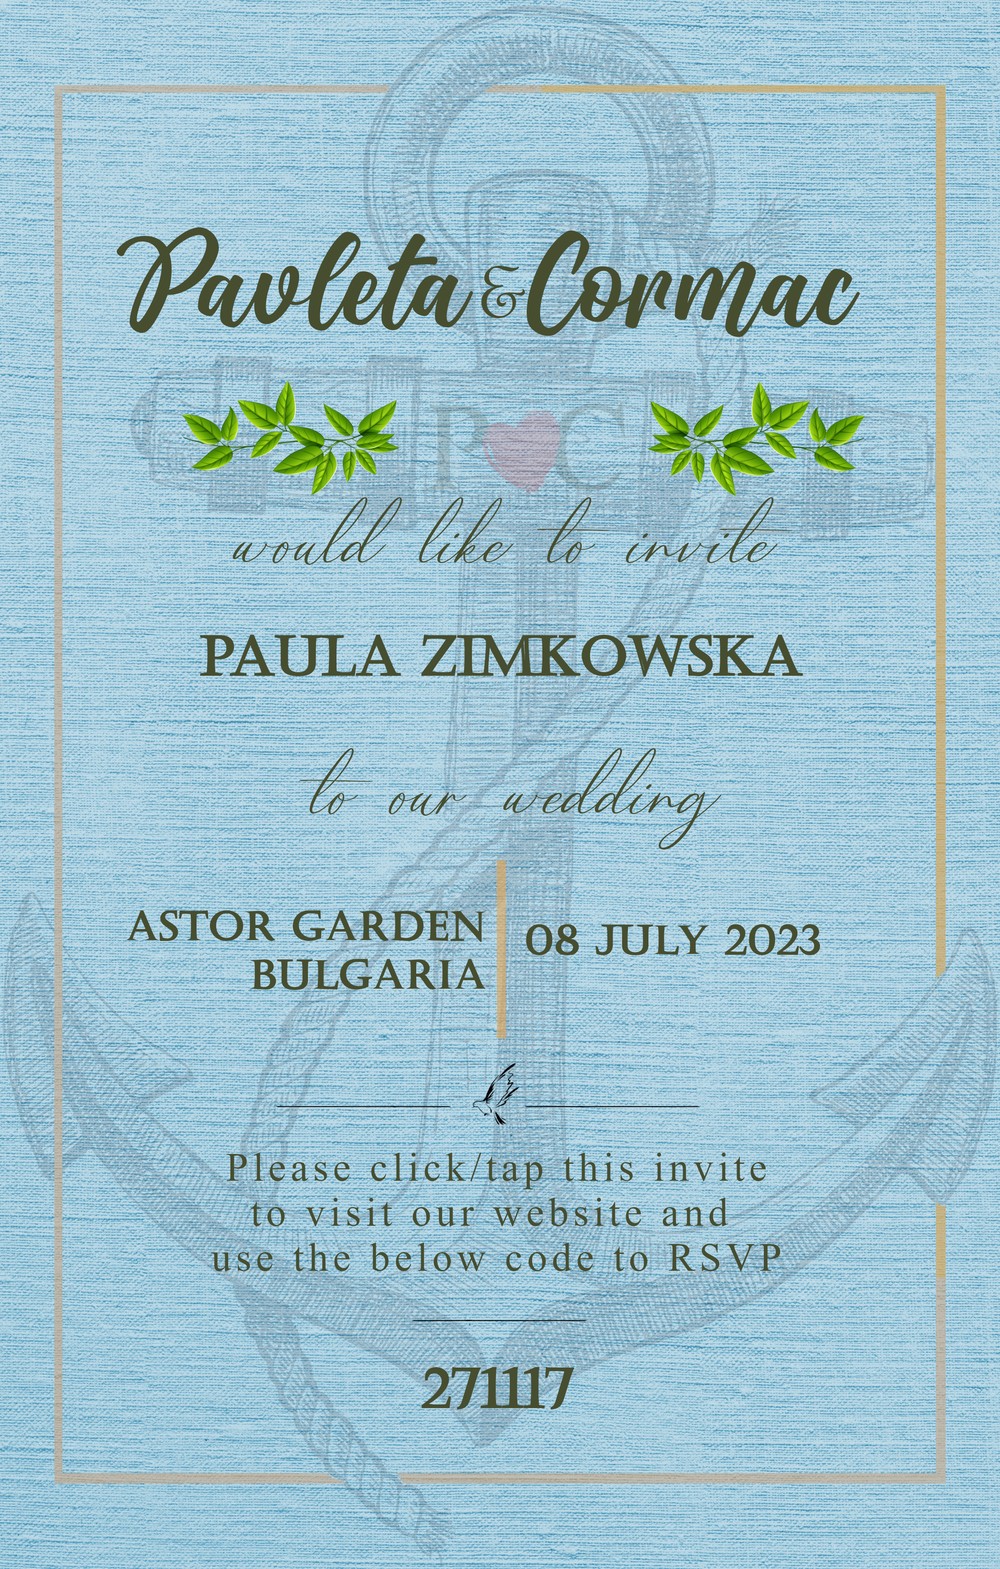 Pavleta & Cormac
P C
would like to invite
PAULA ZIMKOWSKA
to our wedding
ASTOR GARDEN
BULGARIA
08 JULY 2023
Please click/tap this invite
to visit our website and
use the below code to RSVP
271117